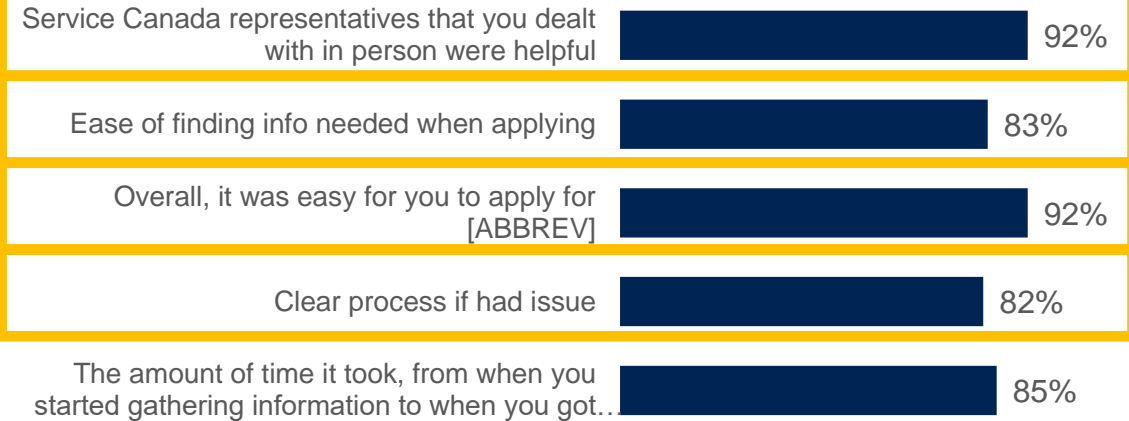 Service Canada representatives that you dealt
with in person were helpful
92%
Ease of finding info needed when applying
83%
Overall, it was easy for you to apply for
[ABBREV]
92%
Clear process if had issue
82%
The amount of time it took, from when you
started gathering information to when you got…
85%